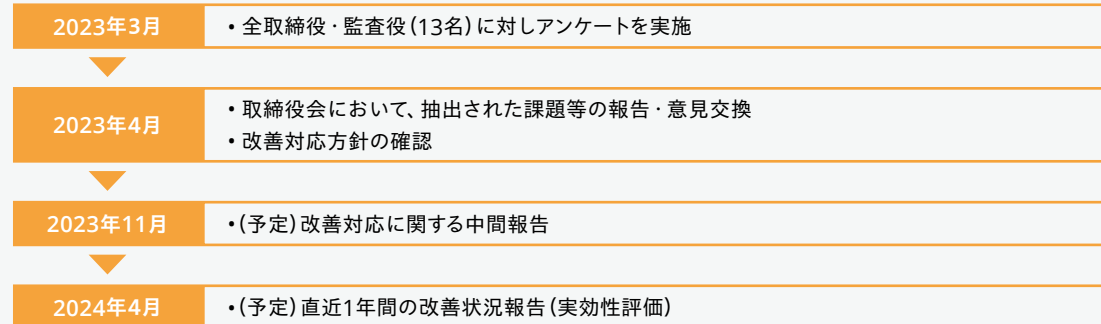 2023年3月
• 全取締役・監査役(13名)に対しアンケートを実施
2023年4月
• 取締役会において、抽出された課題等の報告・意見交換
• 改善対応方針の確認
2023年11月
•(予定)改善対応に関する中間報告
2024年4月
•(予定)直近1年間の改善状況報告(実効性評価)